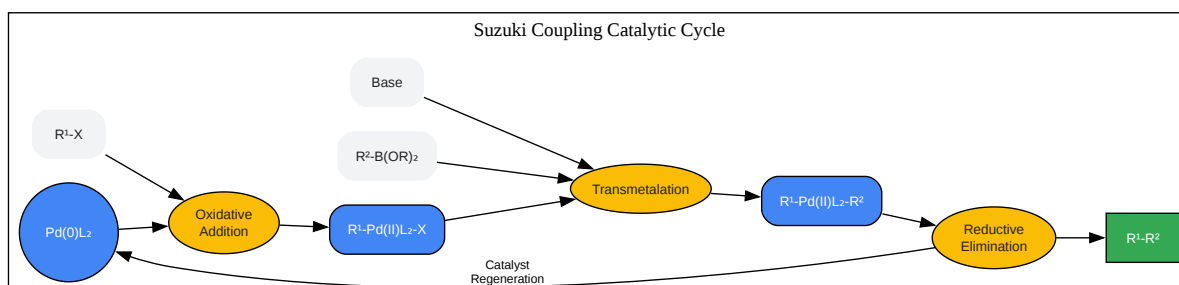 Suzuki Coupling Catalytic Cycle
Base
R¹-X
R²-B(OR)₂
Transmetalation
Oxidative
Addition
Pd(0)L₂
R¹-Pd(II)L₂-X
R¹-Pd(II)L₂-R²
Reductive
Elimination
R¹-R²
Catalyst
Regeneration